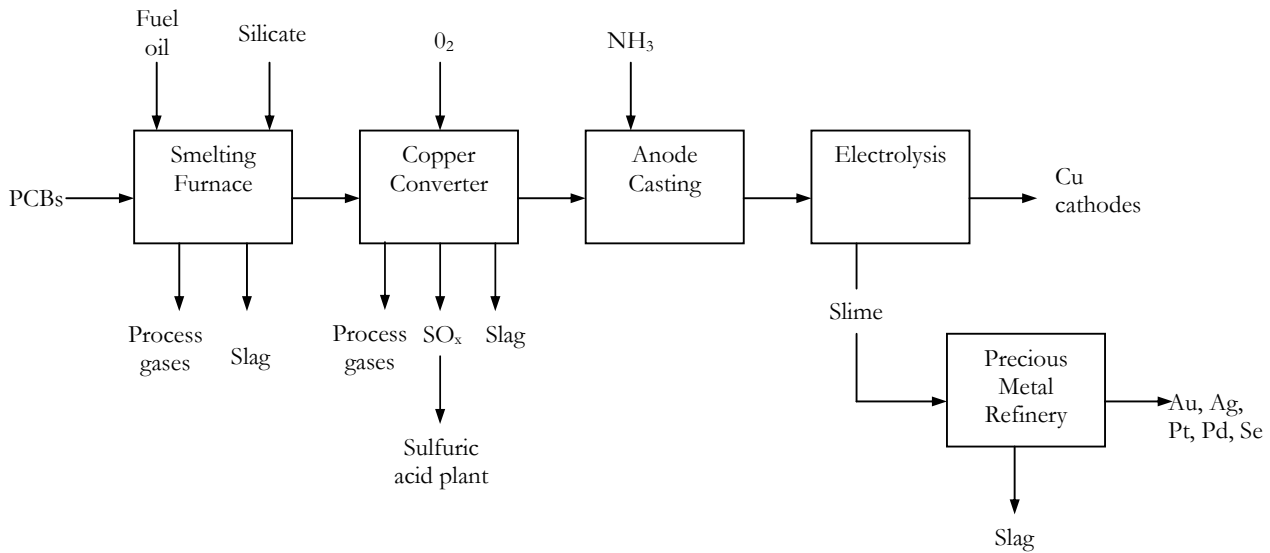 Fuel
oil
Silicate
0₂
NH₃
Smelting
Furnace
Copper
Converter
Anode
Casting
Electrolysis
PCBs
Cu
cathodes
Process
gases
Slag
Process
gases
SOₓ
Slag
Slime
Sulfuric
acid plant
Precious
Metal
Refinery
Au, Ag,
Pt, Pd, Se
Slag